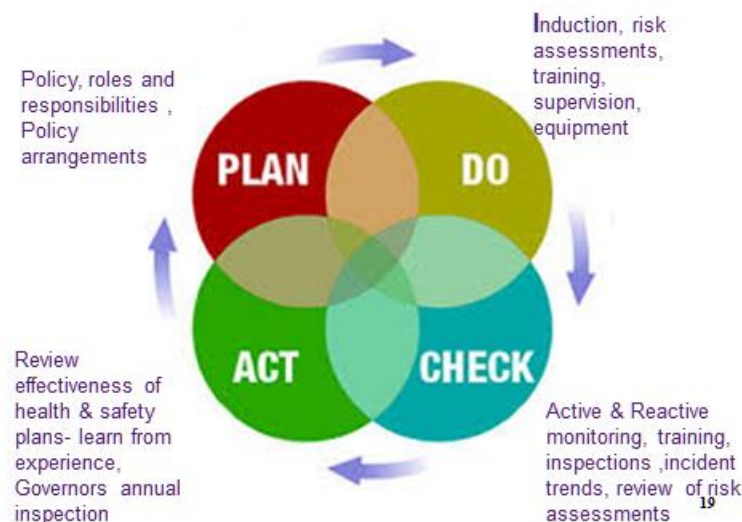 Policy, roles and
responsibilities ,
Policy
arrangements
Induction, risk
assessments,
training,
supervision,
equipment
PLAN
DO
ACT
CHECK
Review
effectiveness of
health & safety
plans- learn from
experience,
Governors annual
inspection
Active & Reactive
monitoring, training,
inspections ,incident
trends, review of risk
assessments
19